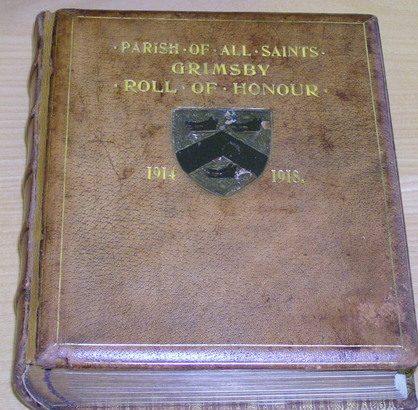 ·PARISH·OF·ALL·SAINTS·
GRIMSBY
·ROLL·OF·HONOUR·
1914 1918.